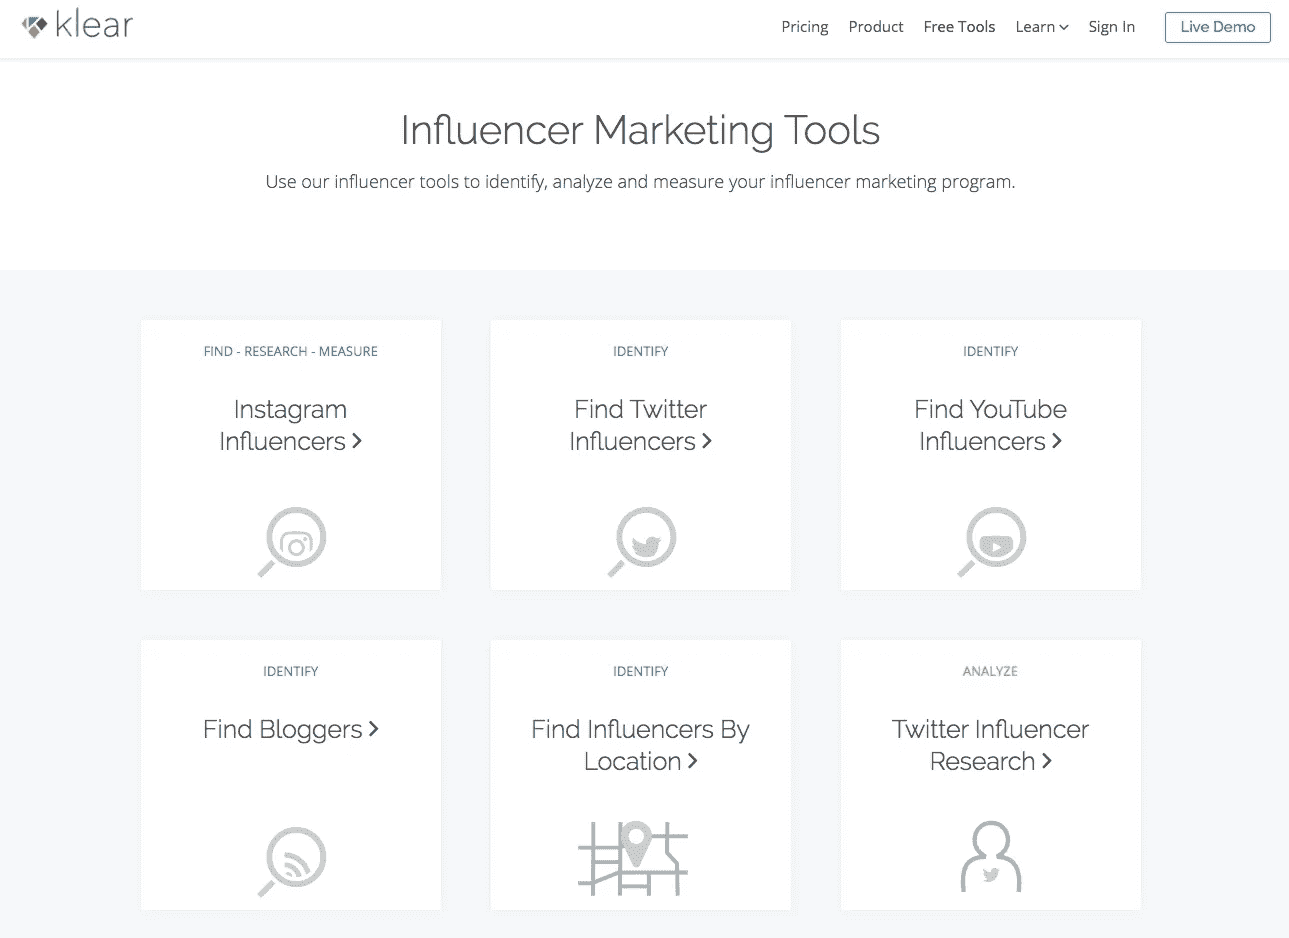 klear
Pricing Product Free Tools Learn Sign In Live Demo
Influencer Marketing Tools
Use our influencer tools to identify, analyze and measure your influencer marketing program.
FIND - RESEARCH - MEASURE
Instagram
Influencers
IDENTIFY
Find Twitter
Influencers
IDENTIFY
Find YouTube
Influencers
IDENTIFY
Find Bloggers
IDENTIFY
Find Influencers By
Location
ANALYZE
Twitter Influencer
Research